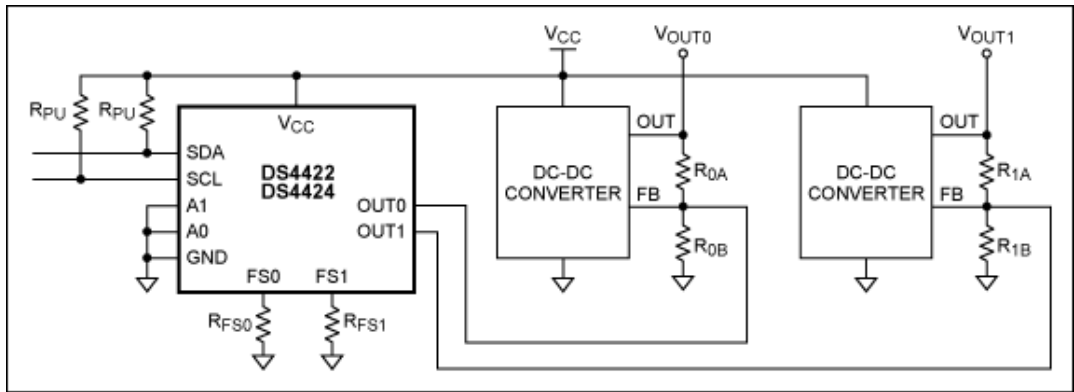 VCC
VOUT0
VOUT1
RPU
RPU
VCC
OUT
OUT
SDA
DS4422
R0A
R1A
SCL
DS4424
DC-DC
CONVERTER
DC-DC
CONVERTER
A1
OUT0
FB
FB
A0
OUT1
R0B
R1B
GND
FS0
FS1
RFS0
RFS1